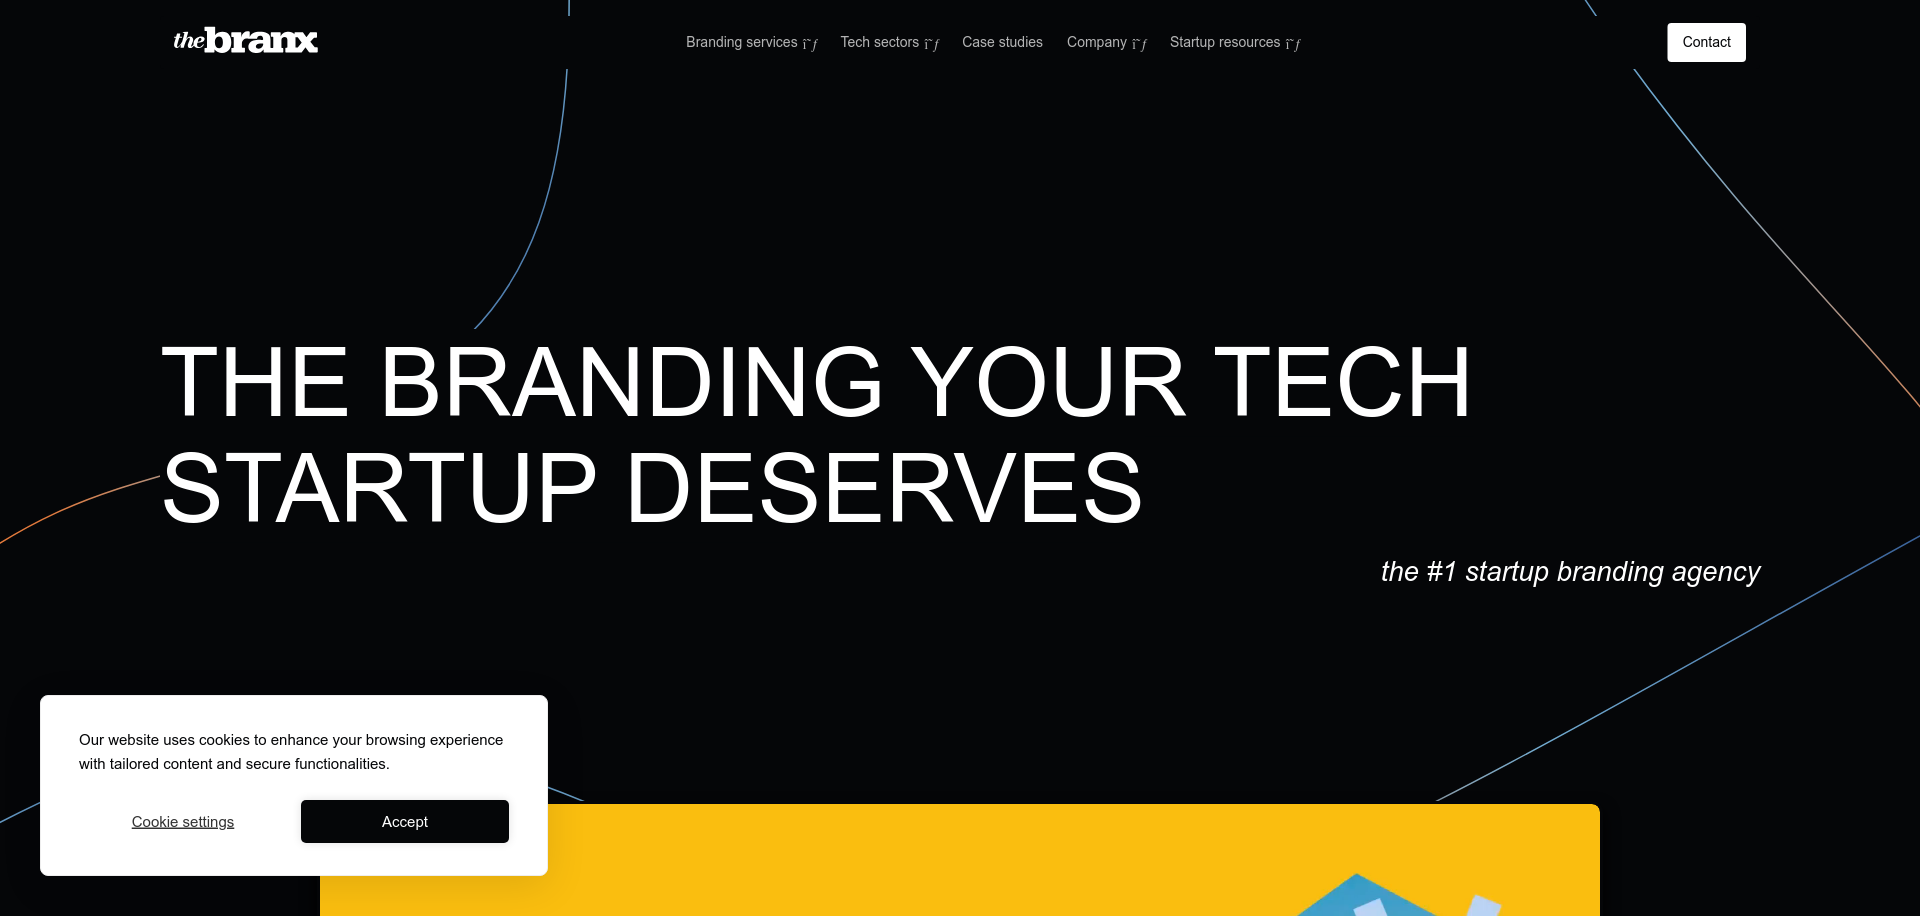 thebranx
Branding services
Tech sectors
Case studies
Company
Startup resources
Contact
THE BRANDING YOUR TECH
STARTUP DESERVES
the #1 startup branding agency
Our website uses cookies to enhance your browsing experience
with tailored content and secure functionalities.
Cookie settings
Accept